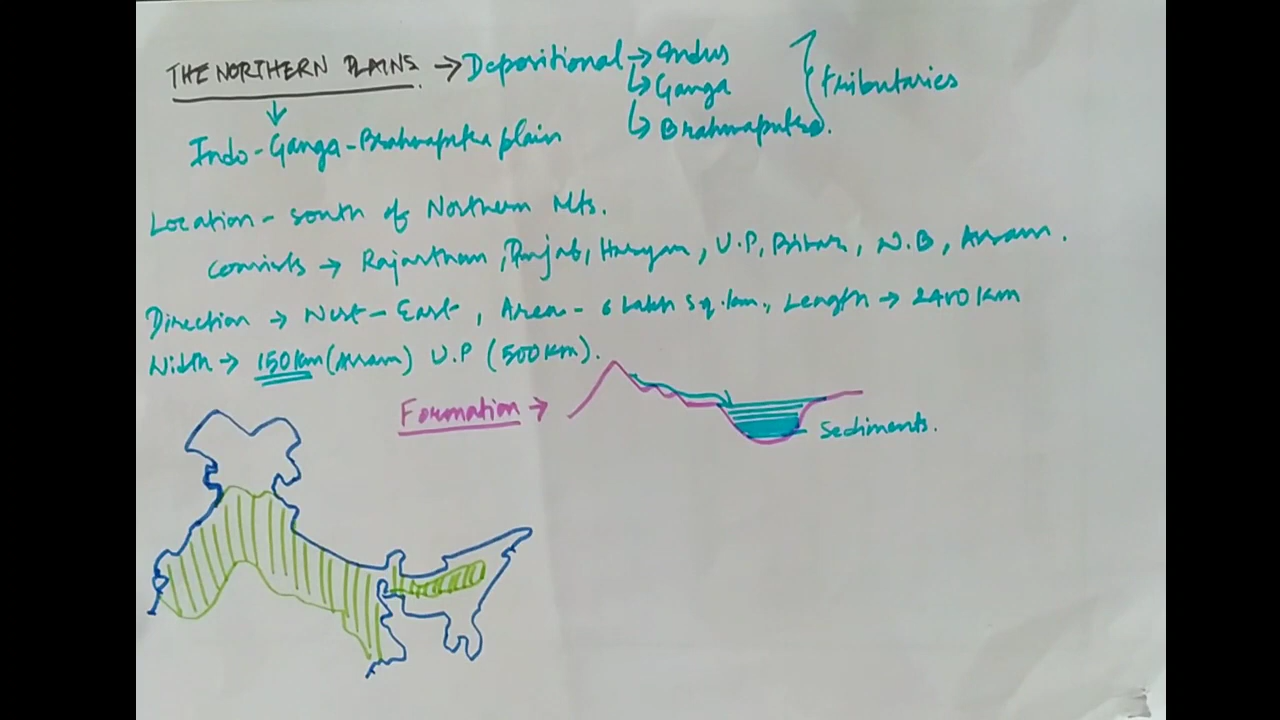 THE NORTHERN PLAINS. → Depositional → Indus
↳ Ganga
↳ Brahmaputra.
} tributaries
↓
Indo-Ganga-Brahmaputra plain
Location - south of Northern Mts.
consists → Rajasthan, Punjab, Haryana, U.P, Bihar, W.B, Assam.
Direction → West - East, Area - 6 Lakh sq.km., Length → 2410 km
Width → 150km (Assam) U.P (500km).
Formation →
sediments.